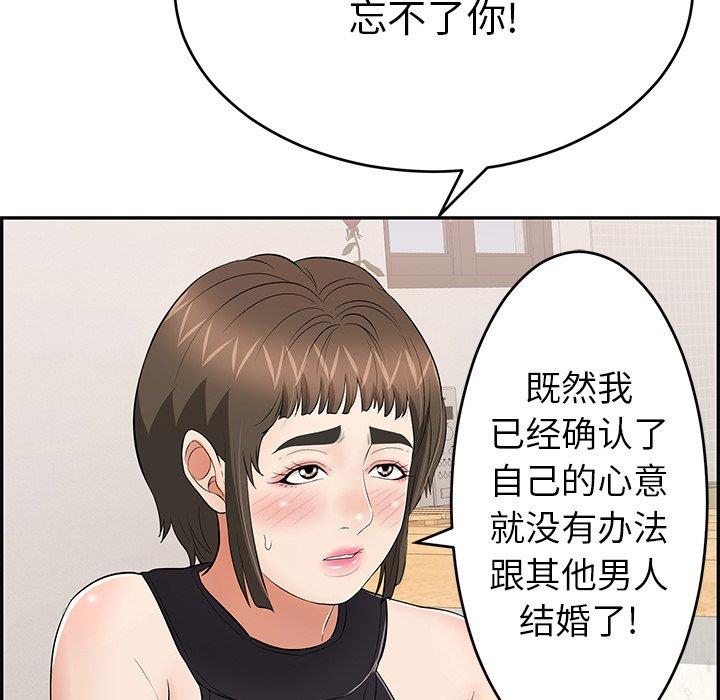 忘不了你!
既然我
已经确认了
自己的心意
就没有办法
跟其他男人
结婚了!